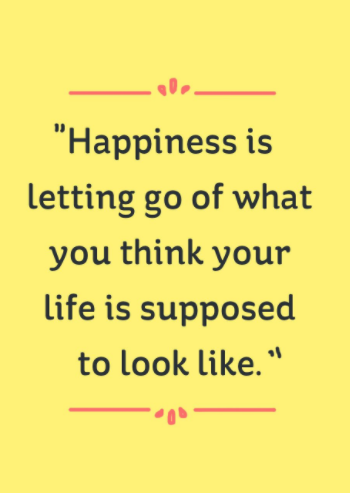 "Happiness is
letting go of what
you think your
life is supposed
to look like."